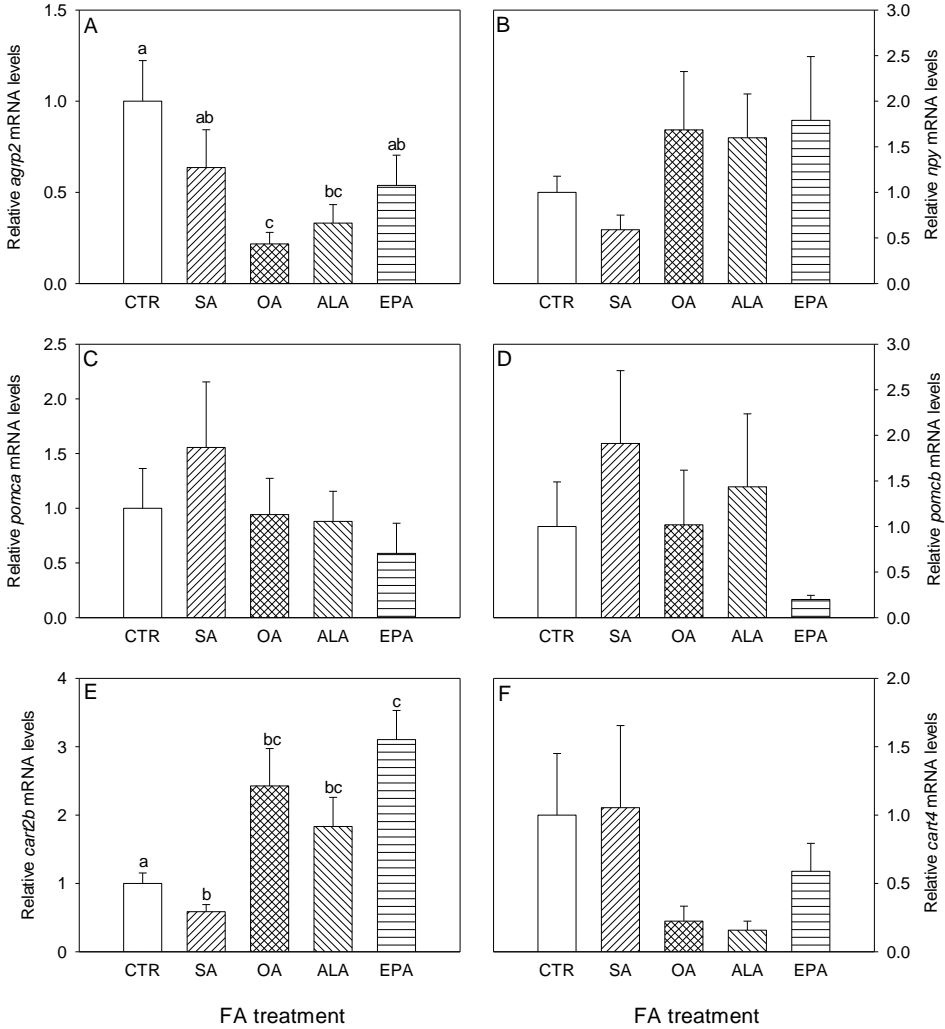 A
Relative agrp2 mRNA levels
1.5
1.0
0.5
0.0
a
ab
c
bc
ab
CTR SA OA ALA EPA
B
Relative npy mRNA levels
3.0
2.5
2.0
1.5
1.0
0.5
0.0
CTR SA OA ALA EPA
C
Relative pomca mRNA levels
2.5
2.0
1.5
1.0
0.5
0.0
CTR SA OA ALA EPA
D
Relative pomcb mRNA levels
3.0
2.5
2.0
1.5
1.0
0.5
0.0
CTR SA OA ALA EPA
E
Relative cart2b mRNA levels
4
3
2
1
0
a
b
bc
bc
c
CTR SA OA ALA EPA
FA treatment
F
Relative cart4 mRNA levels
2.0
1.5
1.0
0.5
0.0
CTR SA OA ALA EPA
FA treatment